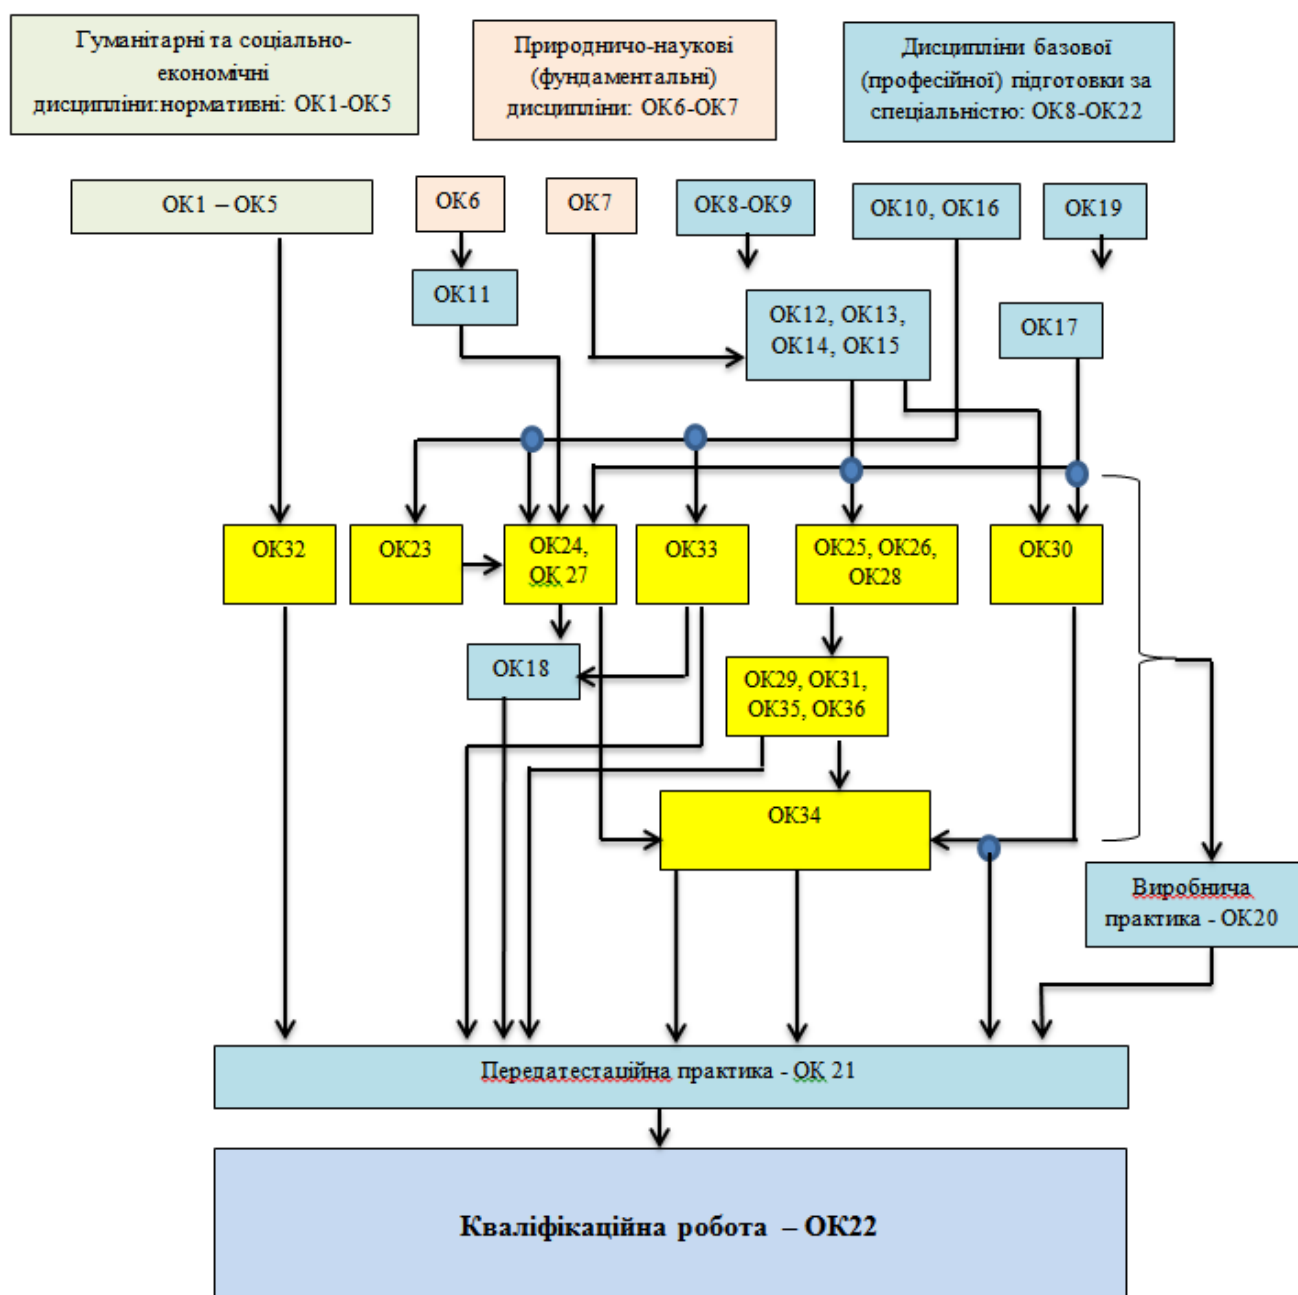 Гуманітарні та соціально-
економічні
дисципліни:нормативні: ОК1-ОК5
Природничо-наукові
(фундаментальні)
дисципліни: ОК6-ОК7
Дисципліни базової
(професійної) підготовки за
спеціальністю: ОК8-ОК22
ОК1 – ОК5
ОК6
ОК7
ОК8-ОК9
ОК10, ОК16
ОК19
ОК11
ОК12, ОК13,
ОК14, ОК15
ОК17
ОК32
ОК23
ОК24,
ОК 27
ОК33
ОК25, ОК26,
ОК28
ОК30
ОК18
ОК29, ОК31,
ОК35, ОК36
ОК34
Виробнича
практика - ОК20
Передатестаційна практика - ОК 21
Кваліфікаційна робота – ОК22